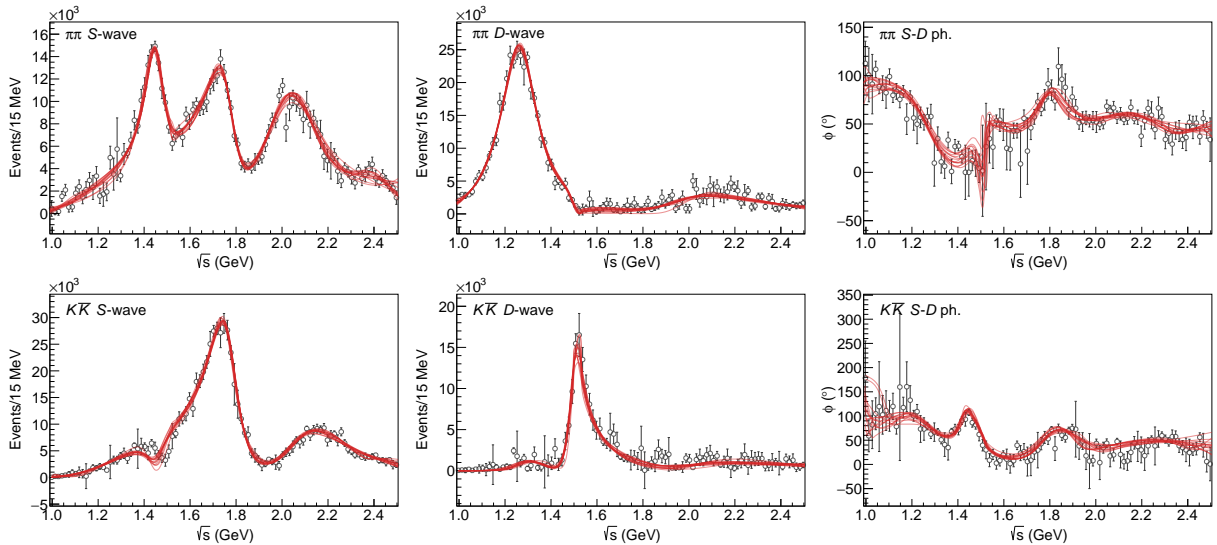 ×10³
ππ S-wave
Events/15 MeV
16
14
12
10
8
6
4
2
0
1.0 1.2 1.4 1.6 1.8 2.0 2.2 2.4
√s (GeV)
×10³
ππ D-wave
Events/15 MeV
25
20
15
10
5
0
1.0 1.2 1.4 1.6 1.8 2.0 2.2 2.4
√s (GeV)
ππ S-D ph.
ϕ (°)
150
100
50
0
−50
1.0 1.2 1.4 1.6 1.8 2.0 2.2 2.4
√s (GeV)
×10³
KK̅ S-wave
Events/15 MeV
30
25
20
15
10
5
0
−5
1.0 1.2 1.4 1.6 1.8 2.0 2.2 2.4
√s (GeV)
×10³
KK̅ D-wave
Events/15 MeV
20
15
10
5
0
1.0 1.2 1.4 1.6 1.8 2.0 2.2 2.4
√s (GeV)
KK̅ S-D ph.
ϕ (°)
350
300
250
200
150
100
50
0
−50
1.0 1.2 1.4 1.6 1.8 2.0 2.2 2.4
√s (GeV)